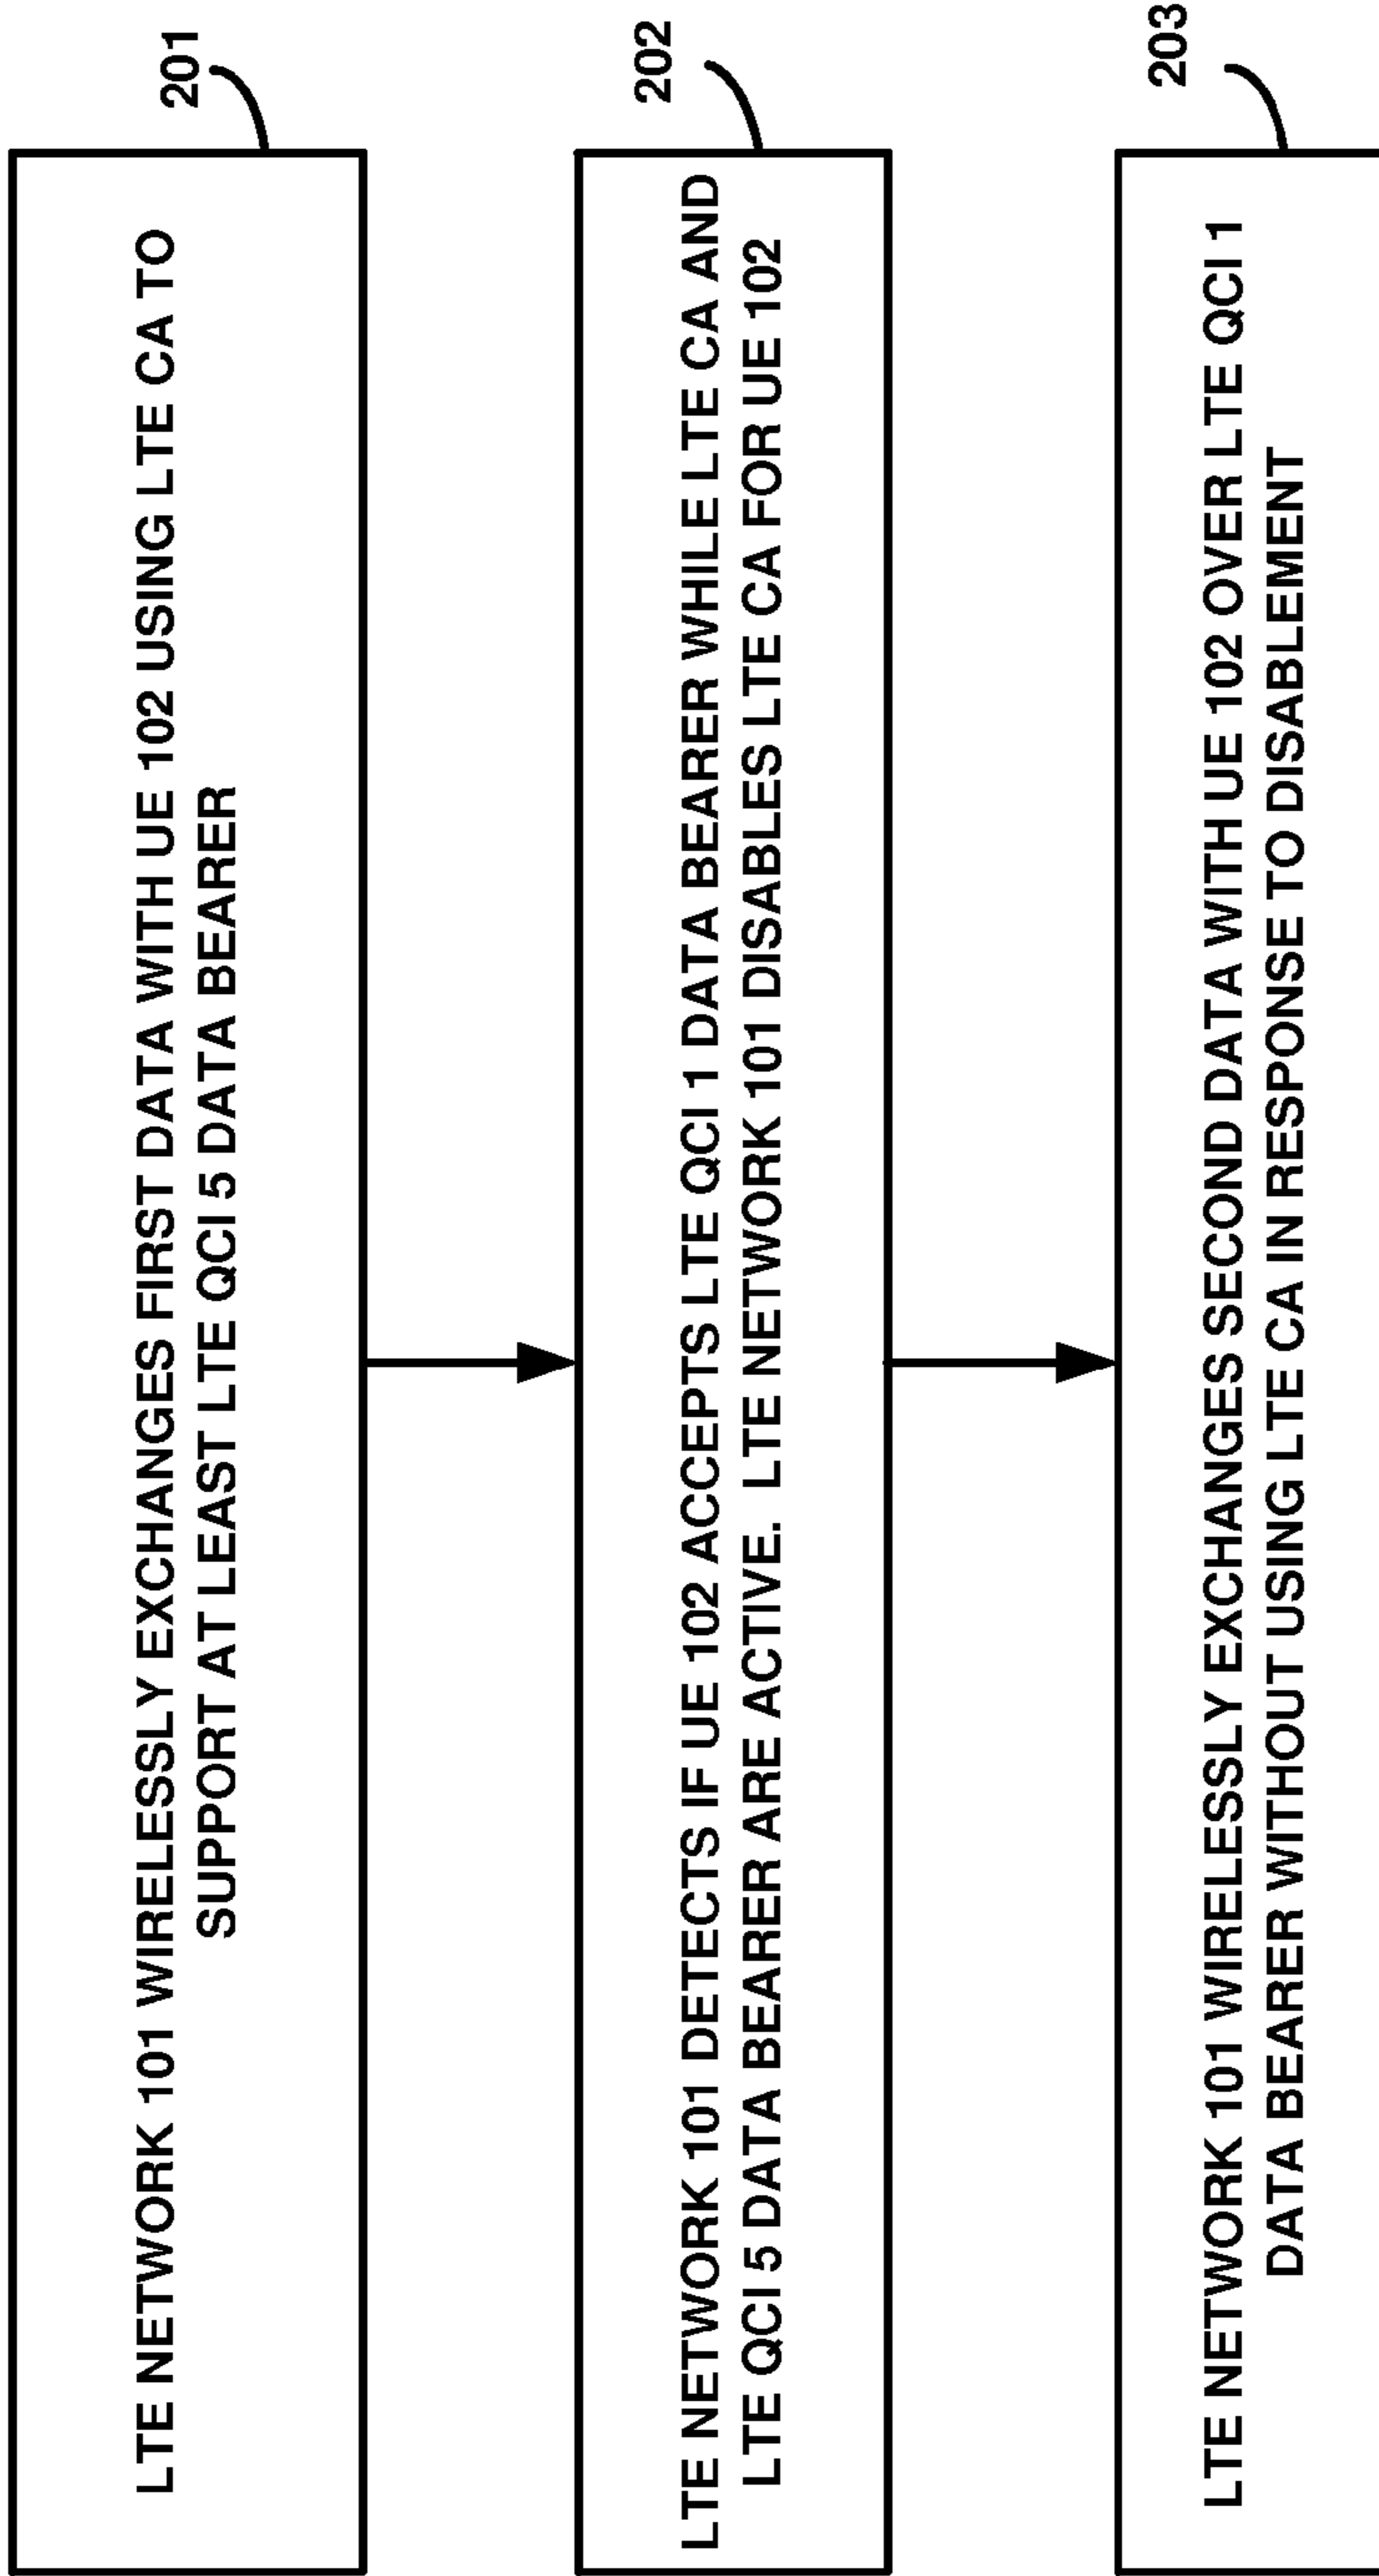 201
LTE NETWORK 101 WIRELESSLY EXCHANGES FIRST DATA WITH UE 102 USING LTE CA TO
SUPPORT AT LEAST LTE QCI 5 DATA BEARER
202
LTE NETWORK 101 DETECTS IF UE 102 ACCEPTS LTE QCI 1 DATA BEARER WHILE LTE CA AND
LTE QCI 5 DATA BEARER ARE ACTIVE. LTE NETWORK 101 DISABLES LTE CA FOR UE 102
203
LTE NETWORK 101 WIRELESSLY EXCHANGES SECOND DATA WITH UE 102 OVER LTE QCI 1
DATA BEARER WITHOUT USING LTE CA IN RESPONSE TO DISABLEMENT